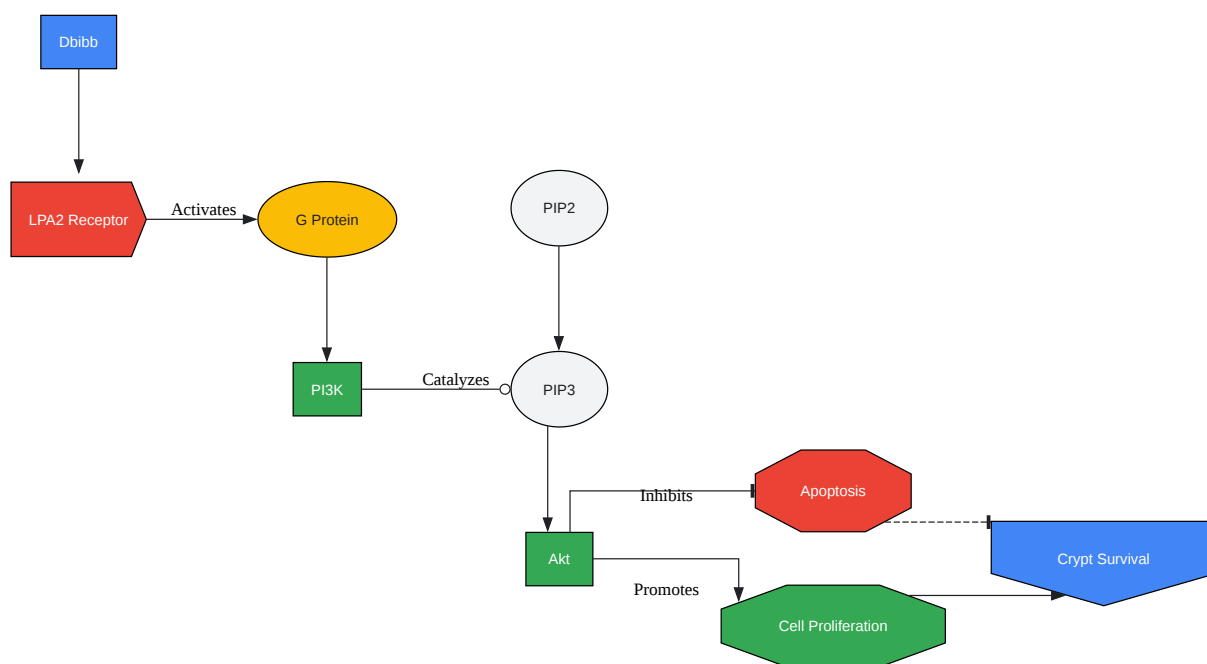 Dbibb
LPA2 Receptor
Activates
G Protein
PIP2
PI3K
Catalyzes
PIP3
Inhibits
Apoptosis
Akt
Promotes
Crypt Survival
Cell Proliferation